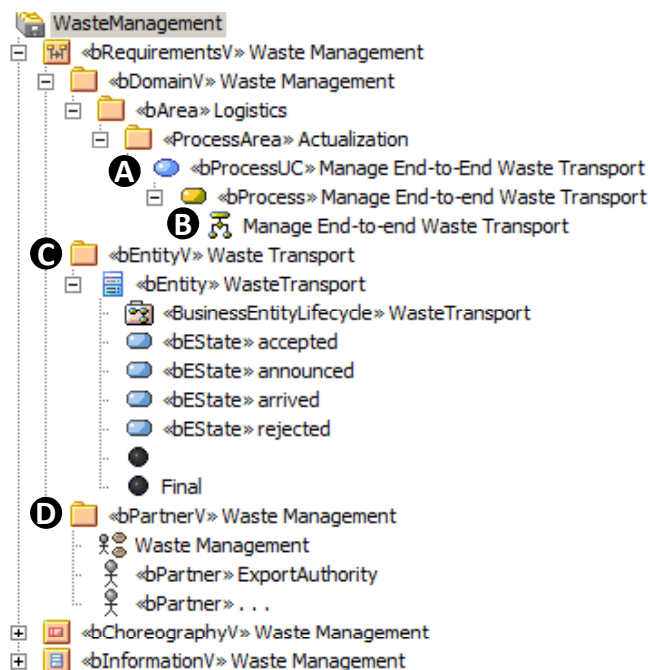 WasteManagement
«bRequirementsV» Waste Management
«bDomainV» Waste Management
«bArea» Logistics
«ProcessArea» Actualization
A «bProcessUC» Manage End-to-End Waste Transport
«bProcess» Manage End-to-end Waste Transport
B Manage End-to-end Waste Transport
C «bEntityV» Waste Transport
«bEntity» WasteTransport
«BusinessEntityLifecycle» WasteTransport
«bEState» accepted
«bEState» announced
«bEState» arrived
«bEState» rejected
Final
D «bPartnerV» Waste Management
Waste Management
«bPartner» ExportAuthority
«bPartner» . . .
«bChoreographyV» Waste Management
«bInformationV» Waste Management